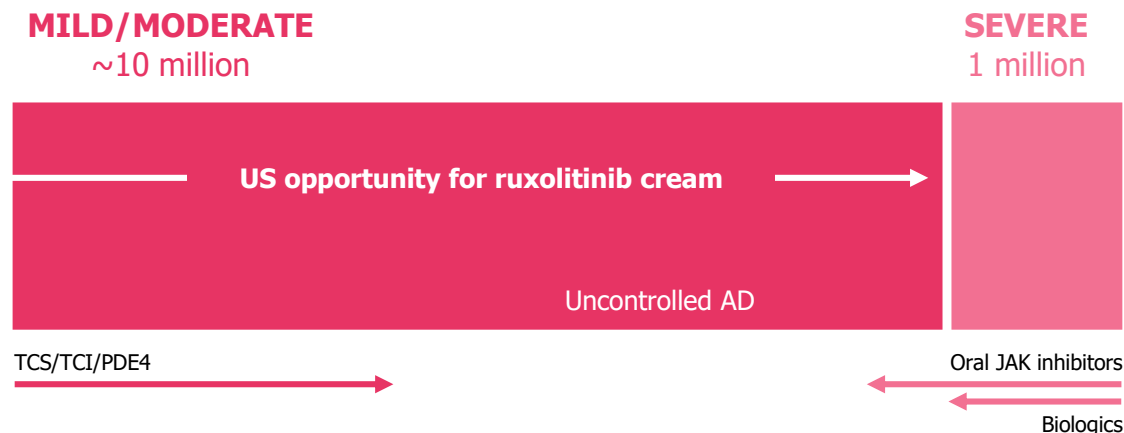 MILD/MODERATE
~10 million
SEVERE
1 million
US opportunity for ruxolitinib cream
Uncontrolled AD
TCS/TCI/PDE4
Oral JAK inhibitors
Biologics